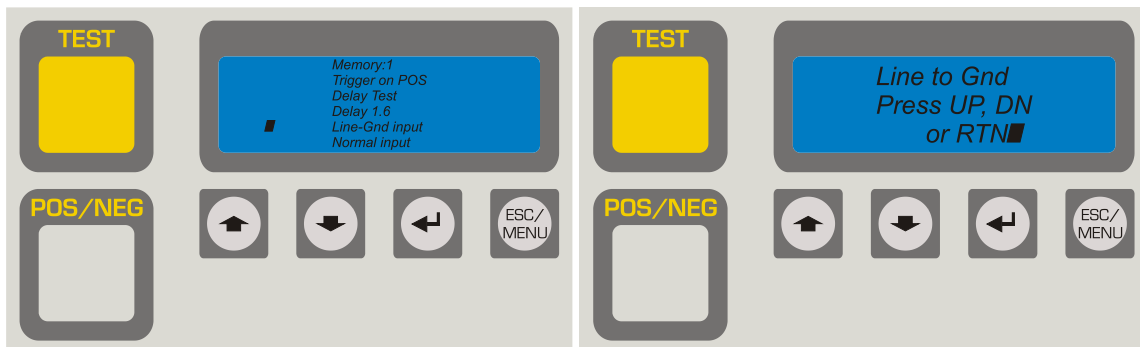 TEST
Memory:1
Trigger on POS
Delay Test
Delay 1.6
Line-Gnd input
Normal input
POS/NEG
ESC/
MENU
TEST
Line to Gnd
Press UP, DN
or RTN
POS/NEG
ESC/
MENU